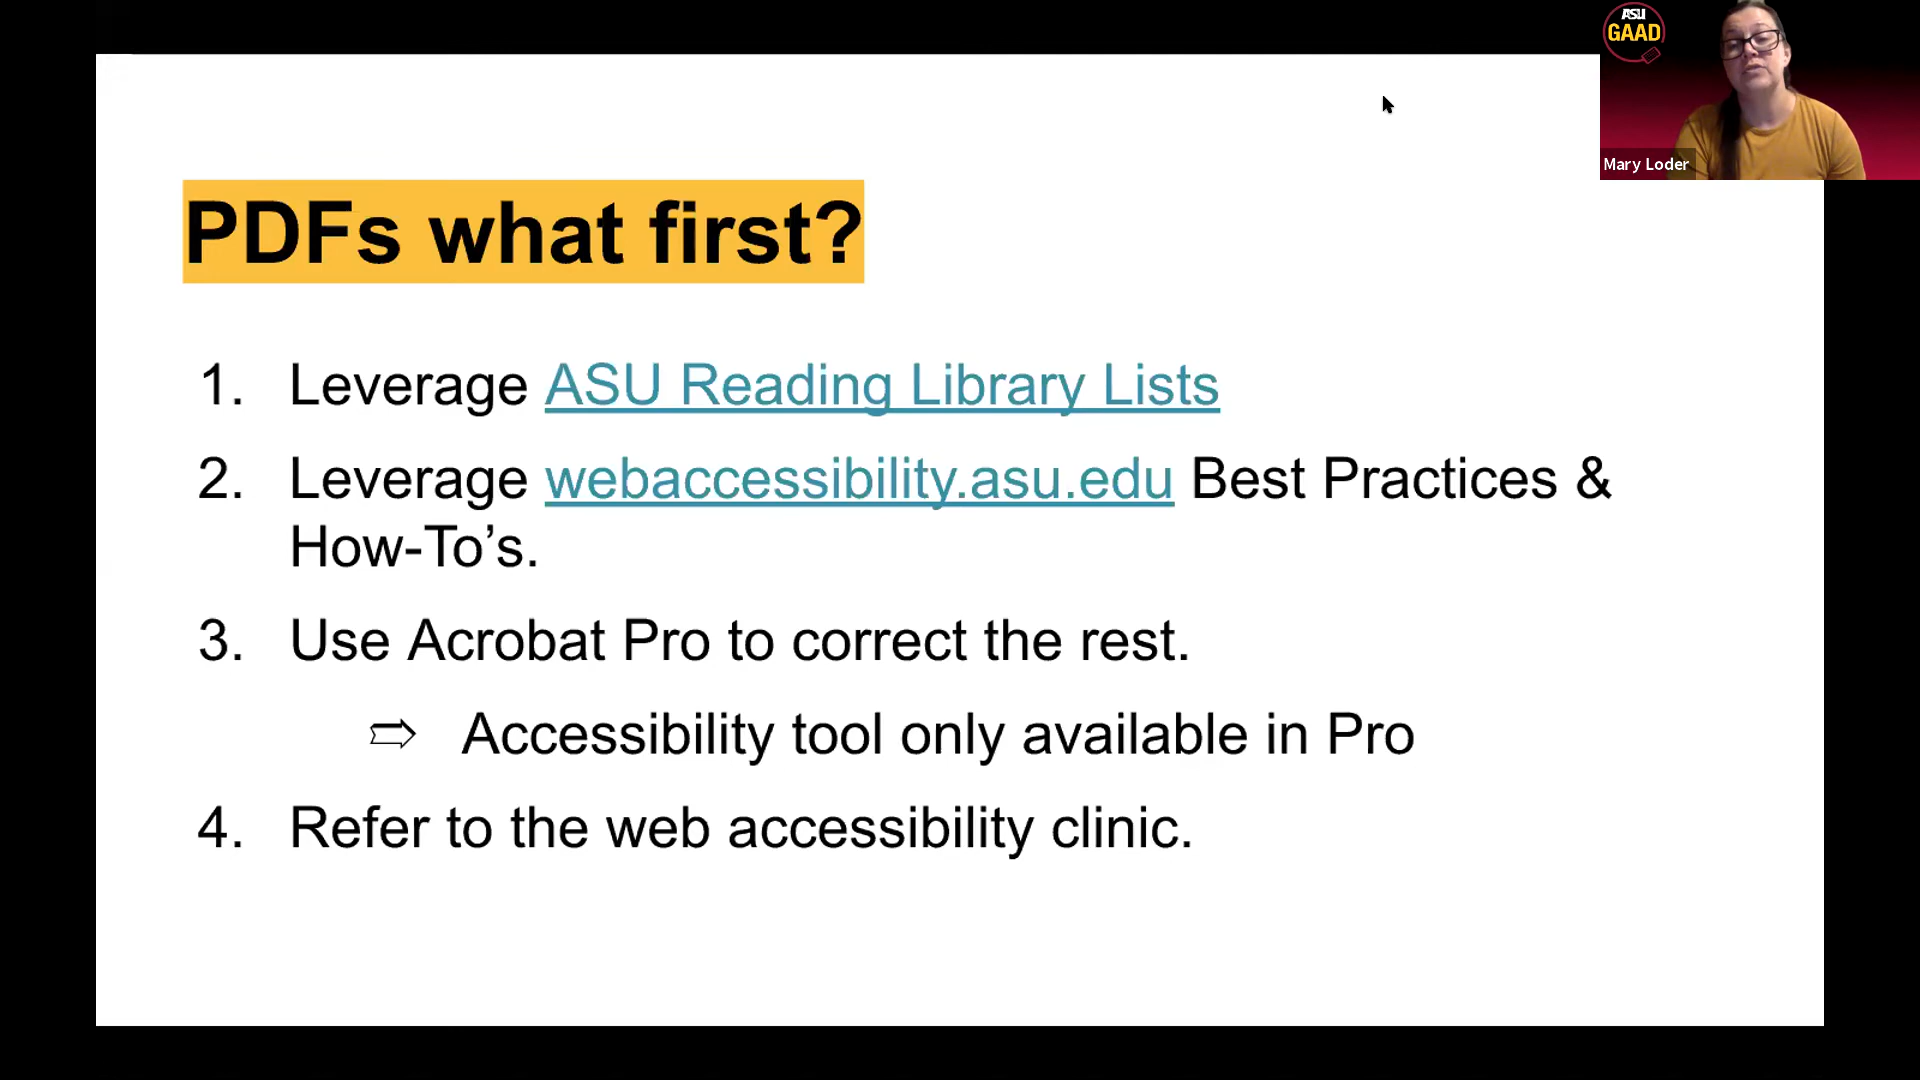 ASU
GAAD
Mary Loder
PDFs what first?
1. Leverage ASU Reading Library Lists
2. Leverage webaccessibility.asu.edu Best Practices &
How-To’s.
3. Use Acrobat Pro to correct the rest.
⇨ Accessibility tool only available in Pro
4. Refer to the web accessibility clinic.